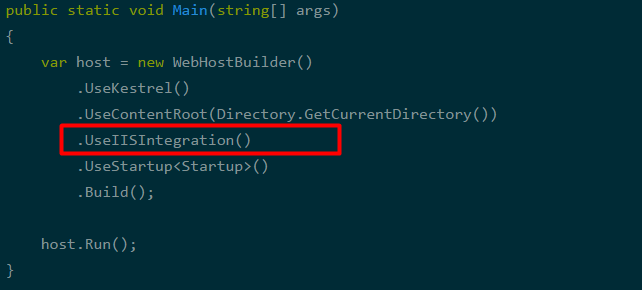 public static void Main(string[] args)
{
var host = new WebHostBuilder()
.UseKestrel()
.UseContentRoot(Directory.GetCurrentDirectory())
.UseIISIntegration()
.UseStartup<Startup>()
.Build();
host.Run();
}